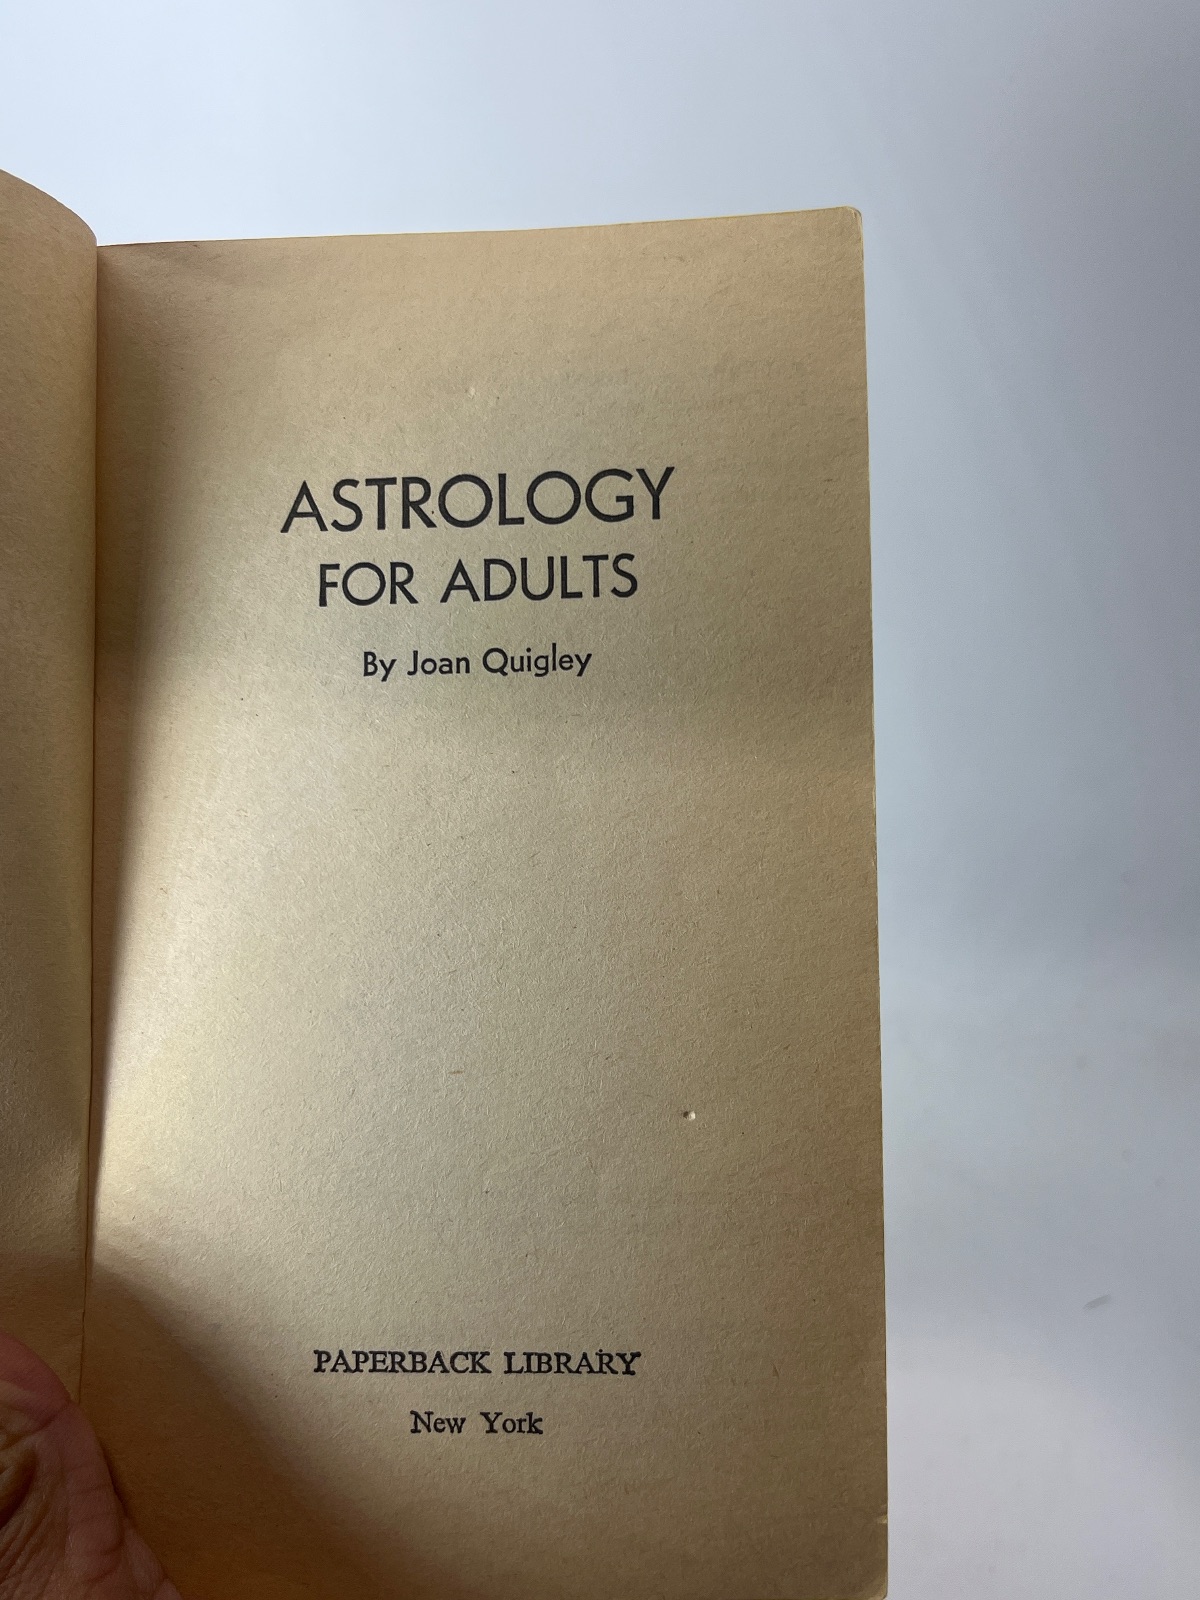 ASTROLOGY
FOR ADULTS
By Joan Quigley
PAPERBACK LIBRARY
New York